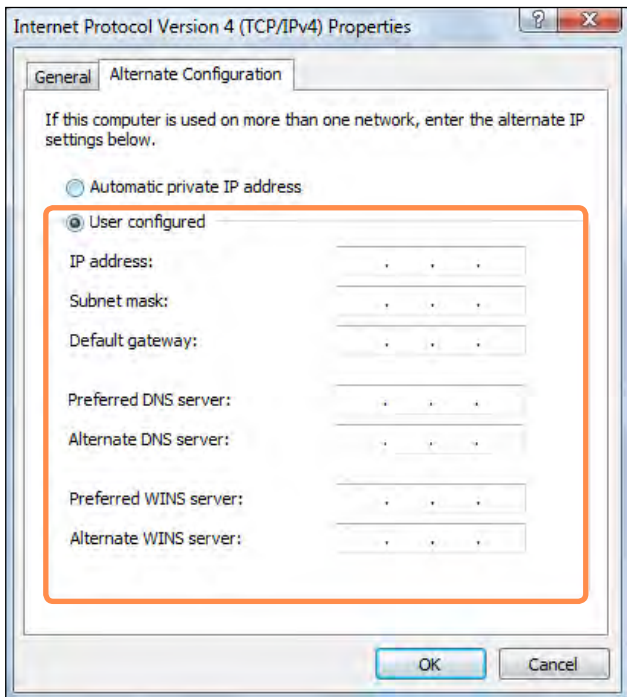 Internet Protocol Version 4 (TCP/IPv4) Properties
General
Alternate Configuration
If this computer is used on more than one network, enter the alternate IP
settings below.
Automatic private IP address
User configured
IP address: . . .
Subnet mask: . . .
Default gateway: . . .
Preferred DNS server: . . .
Alternate DNS server: . . .
Preferred WINS server: . . .
Alternate WINS server: . . .
OK
Cancel